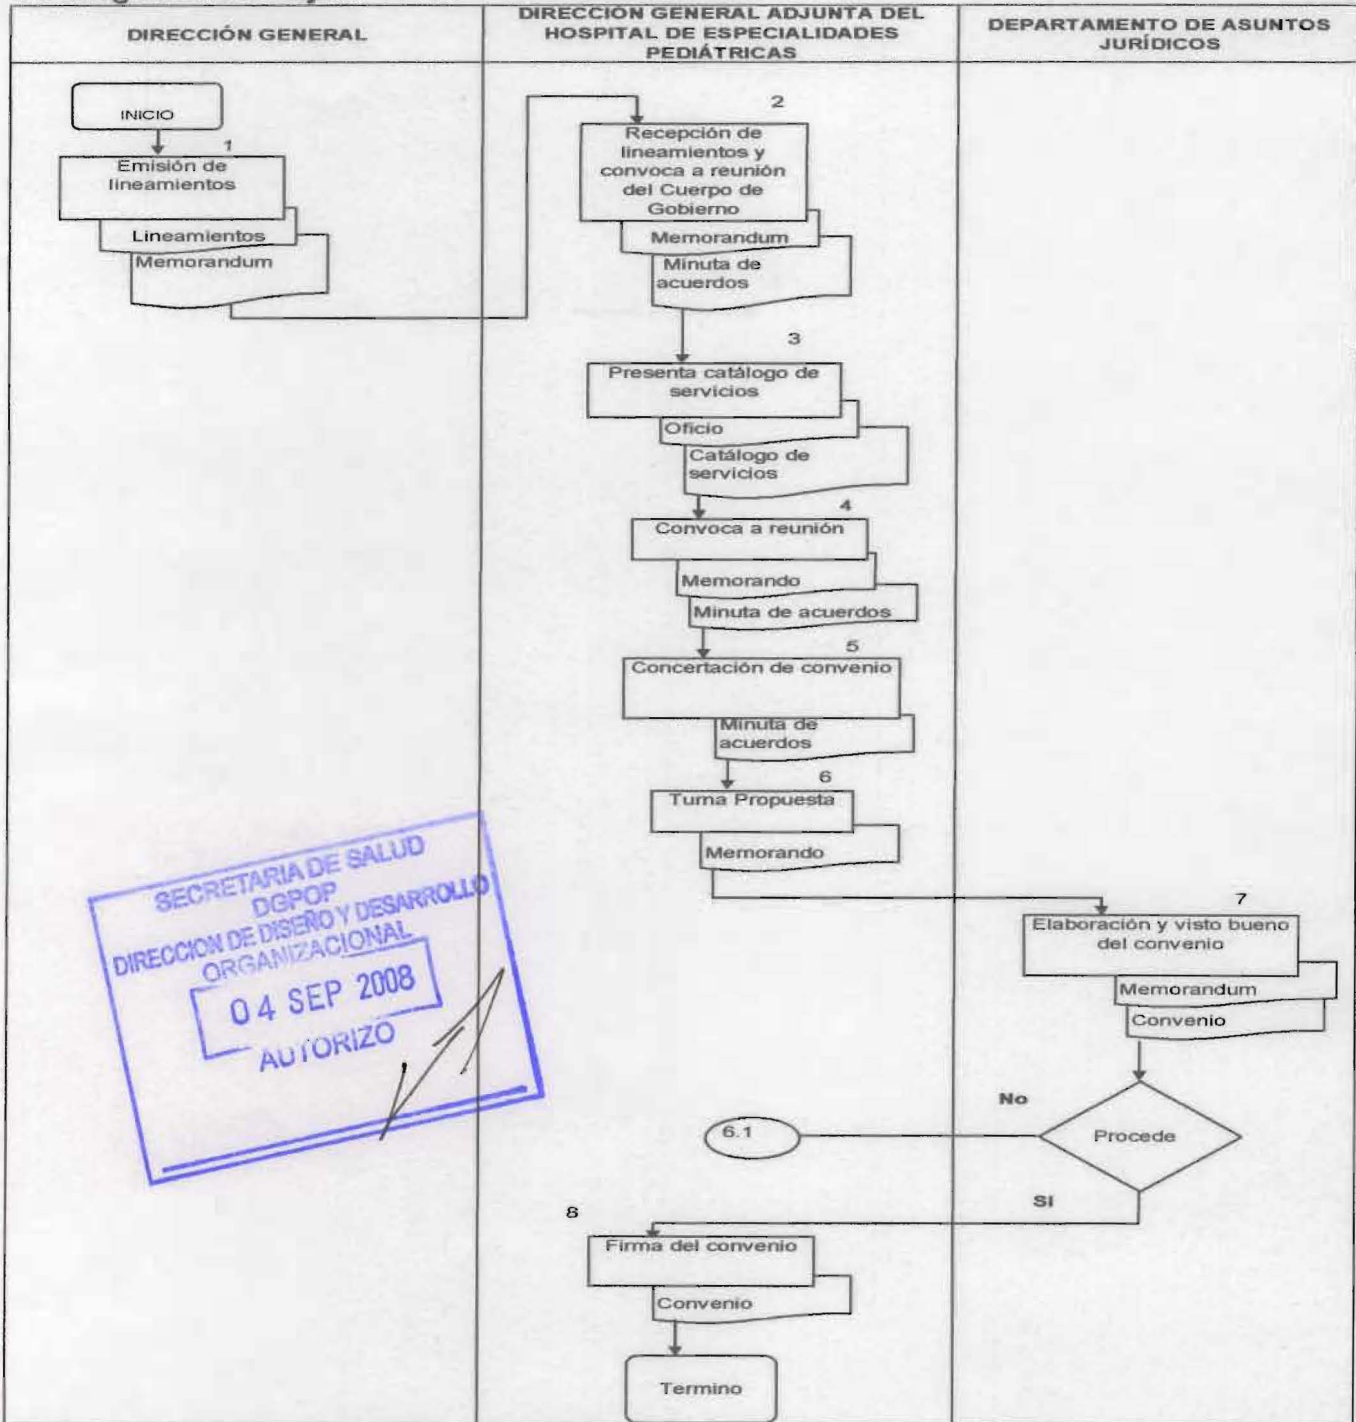 DIRECCIÓN GENERAL
DIRECCIÓN GENERAL ADJUNTA DEL
HOSPITAL DE ESPECIALIDADES
PEDIÁTRICAS
DEPARTAMENTO DE ASUNTOS
JURÍDICOS
INICIO
1
Emisión de
lineamientos
Lineamientos
Memorandum
2
Recepción de
lineamientos y
convoca a reunión
del Cuerpo de
Gobierno
Memorandum
Minuta de
acuerdos
3
Presenta catálogo de
servicios
Oficio
Catálogo de
servicios
4
Convoca a reunión
Memorando
Minuta de acuerdos
5
Concertación de convenio
Minuta de
acuerdos
6
Turna Propuesta
Memorando
7
Elaboración y visto bueno
del convenio
Memorandum
Convenio
No
Procede
6.1
SI
8
Firma del convenio
Convenio
Termino
SECRETARIA DE SALUD
DGPOP
DIRECCION DE DISEÑO Y DESARROLLO
ORGANIZACIONAL
04 SEP 2008
AUTORIZO